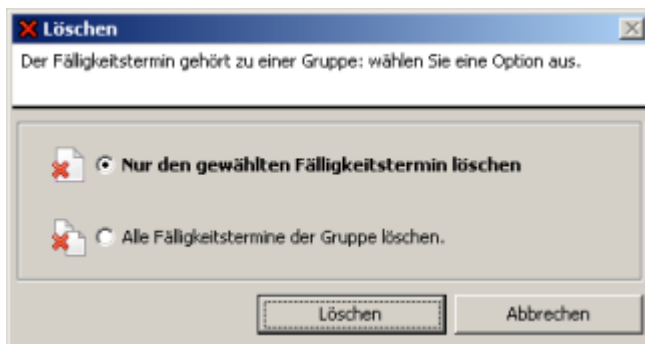 Löschen
Der Fälligkeitstermin gehört zu einer Gruppe: wählen Sie eine Option aus.
Nur den gewählten Fälligkeitstermin löschen
Alle Fälligkeitstermine der Gruppe löschen.
Löschen Abbrechen